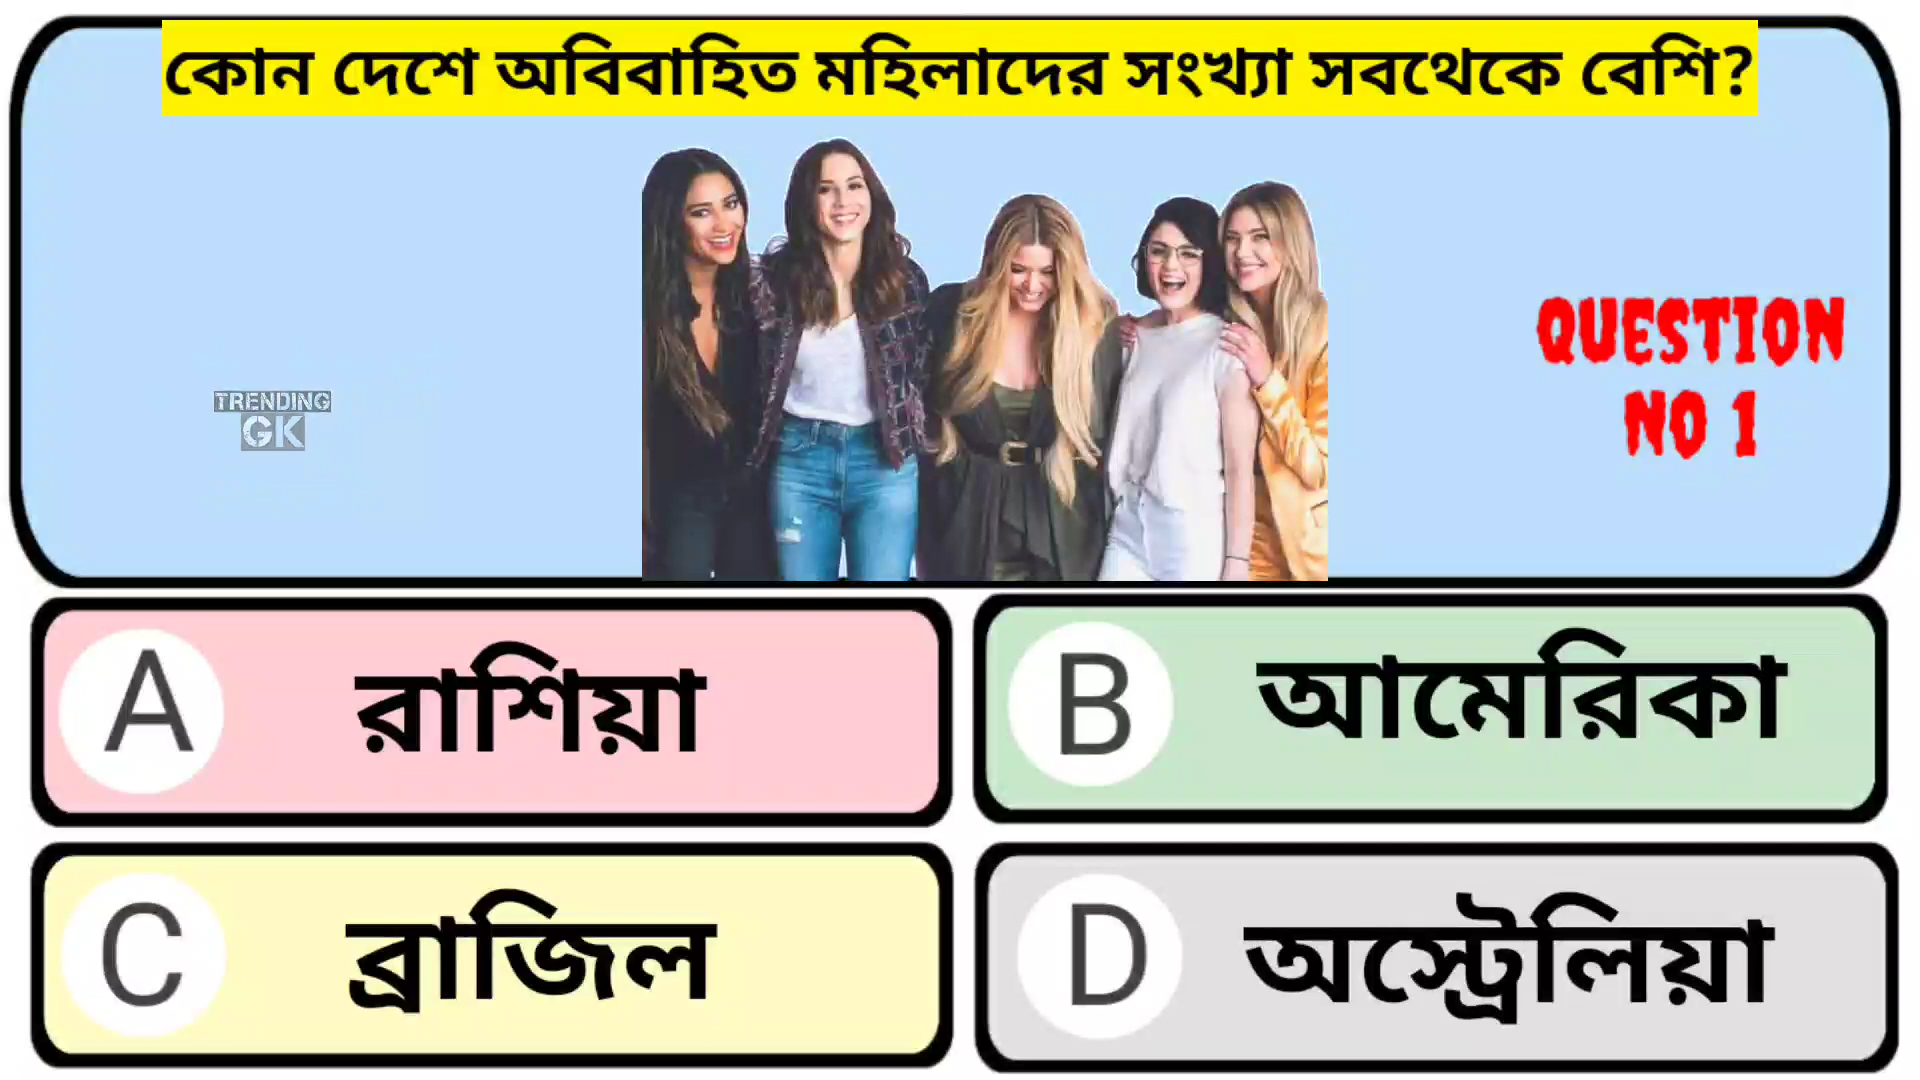 কোন দেশে অবিবাহিত মহিলাদের সংখ্যা সবথেকে বেশি?
TRENDING
GK
QUESTION
NO 1
A রাশিয়া
B আমেরিকা
C ব্রাজিল
D অস্ট্রেলিয়া